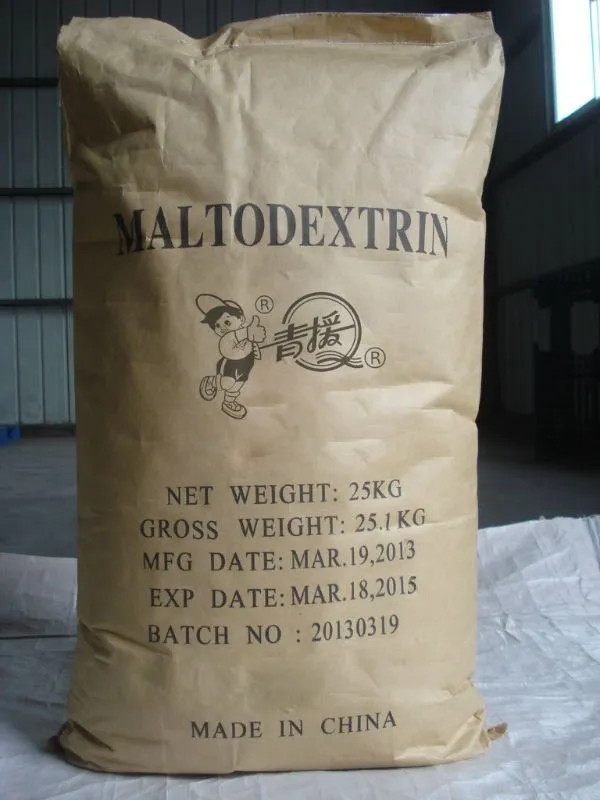 MALTODEXTRIN
®
青援 ®
NET WEIGHT: 25KG
GROSS WEIGHT: 25.1KG
MFG DATE: MAR.19,2013
EXP DATE: MAR.18,2015
BATCH NO : 20130319
MADE IN CHINA